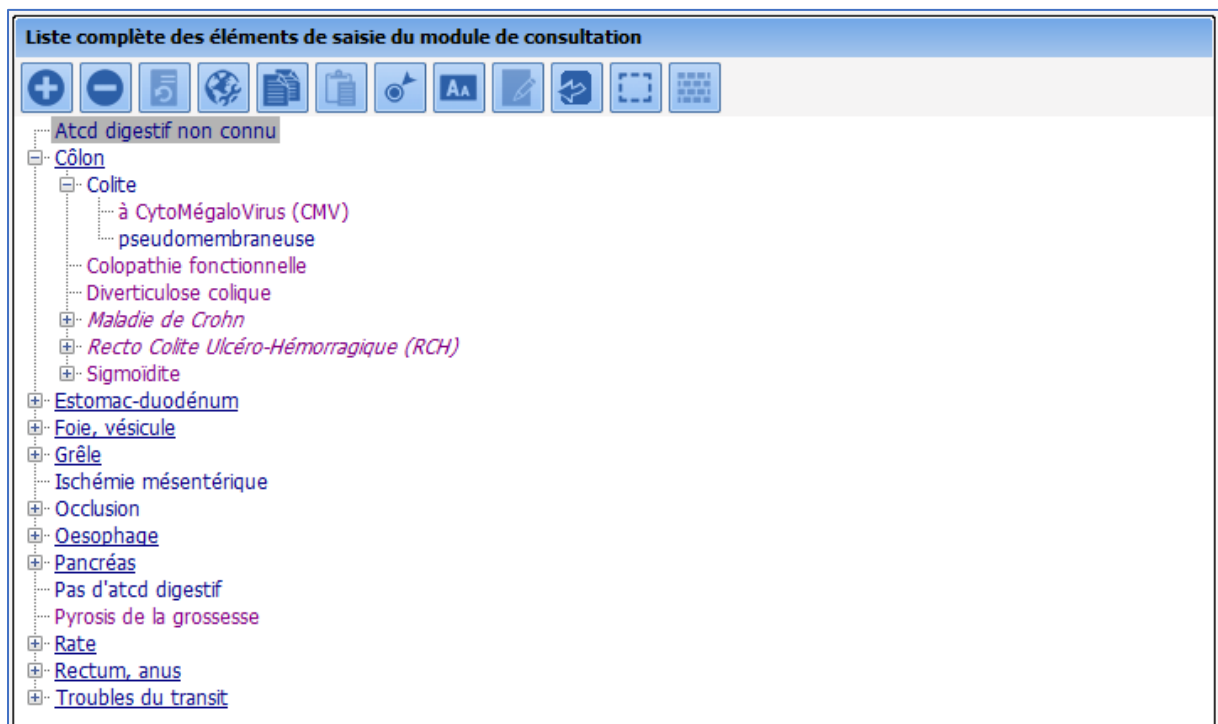 Liste complète des éléments de saisie du module de consultation
AA
Atcd digestif non connu
Côlon
Colite
à CytoMégaloVirus (CMV)
pseudomembraneuse
Colopathie fonctionnelle
Diverticulose colique
Maladie de Crohn
Recto Colite Ulcéro-Hémorragique (RCH)
Sigmoïdite
Estomac-duodénum
Foie, vésicule
Grêle
Ischémie mésentérique
Occlusion
Oesophage
Pancréas
Pas d'atcd digestif
Pyrosis de la grossesse
Rate
Rectum, anus
Troubles du transit